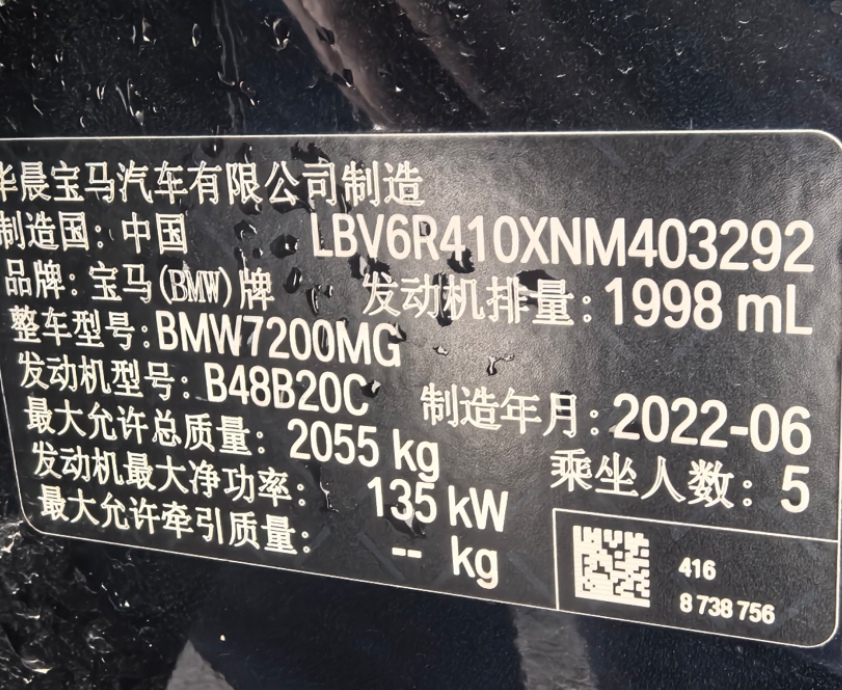 华晨宝马汽车有限公司制造
制造国：中国 LBV6R410XNM403292
品牌：宝马(BMW)牌 发动机排量：1998 mL
整车型号：BMW7200MG
发动机型号：B48B20C 制造年月：2022-06
最大允许总质量：2055 kg
发动机最大净功率：135 kW 乘坐人数：5
最大允许牵引质量：-- kg
416
8 738 756